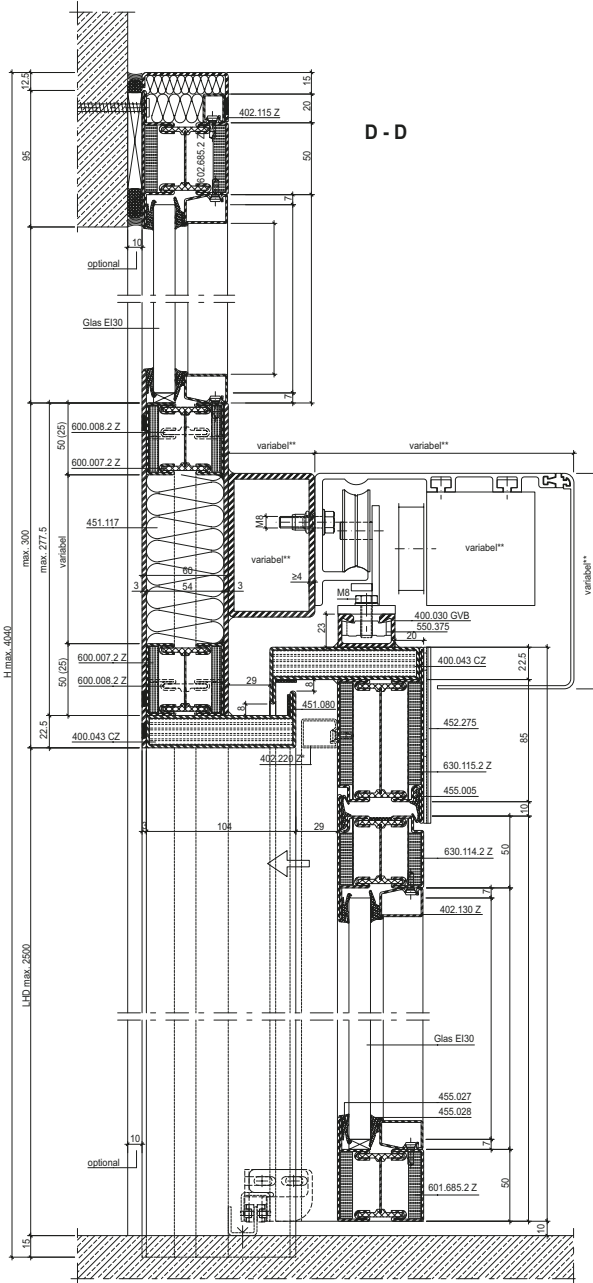 D - D
12.5
95
15
20
50
402.115 Z
602.685.2 Z
7
10
optional
Glas EI30
7
600.008.2 Z
50 (25)
600.007.2 Z
variabel**
variabel**
451.117
M8
variabel**
variabel**
variabel**
max. 300
max. 277.5
variabel
H max. 4040
60
3
54
3
≥4
M8
23
400.030 GVB
550.375
20
400.043 CZ
22.5
600.007.2 Z
50 (25)
600.008.2 Z
29
8
451.080
8
452.275
22.5
400.043 CZ
402.220 Z*
630.115.2 Z
85
455.005
10
3
104
29
630.114.2 Z
50
7
402.130 Z
LHD max. 2500
Glas EI30
455.027
455.028
10
optional
7
601.685.2 Z
50
10
15